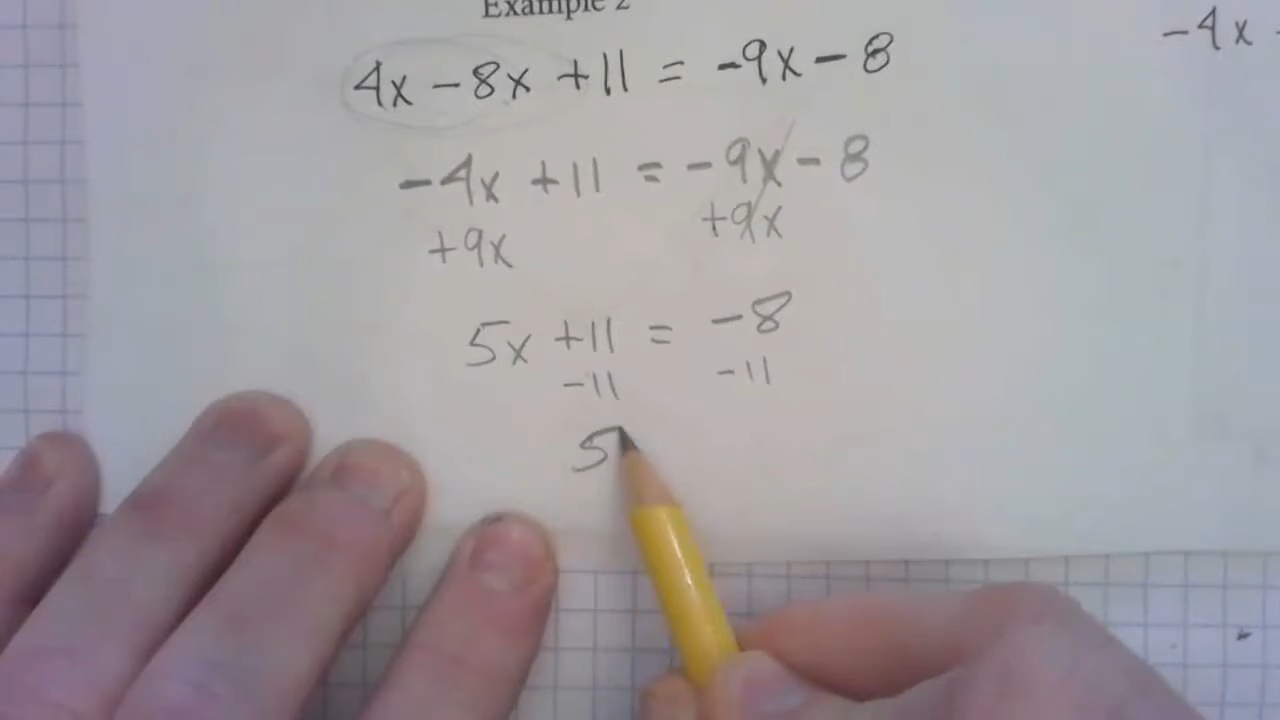 Example 2
4x - 8x + 11 = -9x - 8
-4x
-4x + 11 = -9x - 8
+9x +9x
5x + 11 = -8
-11 -11
5